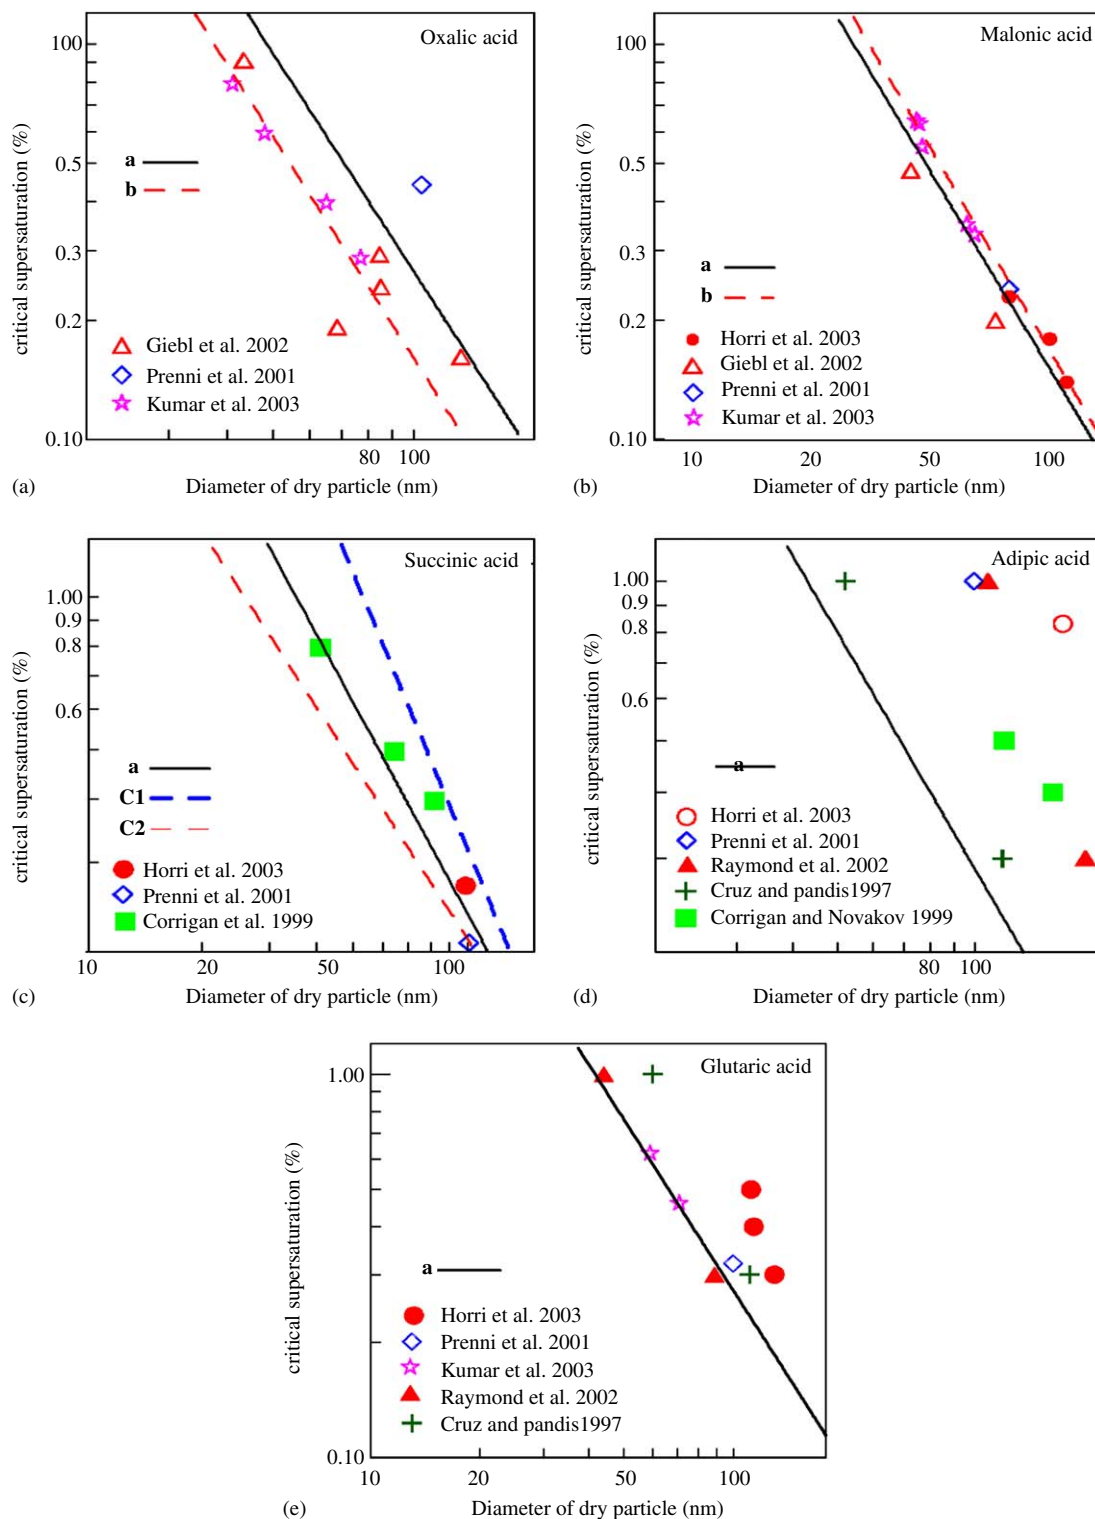 Oxalic acid
100
0.5
0.3
0.2
0.10
critical supersaturation (%)
a
b
Giebl et al. 2002
Prenni et al. 2001
Kumar et al. 2003
80 100
Diameter of dry particle (nm)
(a)
Malonic acid
100
0.5
0.3
0.2
0.10
critical supersaturation (%)
a
b
Horri et al. 2003
Giebl et al. 2002
Prenni et al. 2001
Kumar et al. 2003
10 20 50 100
Diameter of dry particle (nm)
(b)
Succinic acid
1.00
0.9
0.8
0.6
critical supersaturation (%)
a
C1
C2
Horri et al. 2003
Prenni et al. 2001
Corrigan et al. 1999
10 20 50 100
Diameter of dry particle (nm)
(c)
Adipic acid
1.00
0.9
0.8
0.6
critical supersaturation (%)
a
Horri et al. 2003
Prenni et al. 2001
Raymond et al. 2002
Cruz and pandis1997
Corrigan and Novakov 1999
80 100
Diameter of dry particle (nm)
(d)
Glutaric acid
1.00
0.10
critical supersaturation (%)
a
Horri et al. 2003
Prenni et al. 2001
Kumar et al. 2003
Raymond et al. 2002
Cruz and pandis1997
10 20 50 100
Diameter of dry particle (nm)
(e)